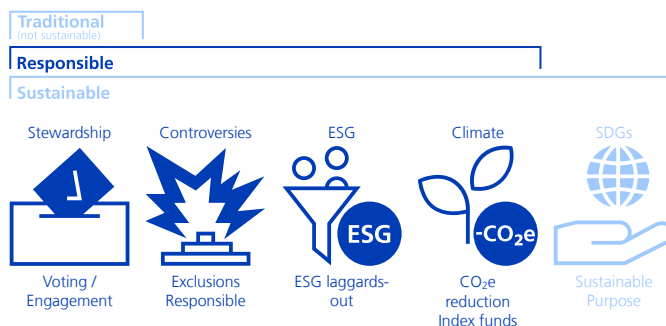 Traditional
(not sustainable)
Responsible
Sustainable
Stewardship
Controversies
ESG
Climate
SDGs
ESG
-CO₂e
Voting /
Engagement
Exclusions
Responsible
ESG laggards-
out
CO₂e
reduction
Index funds
Sustainable
Purpose